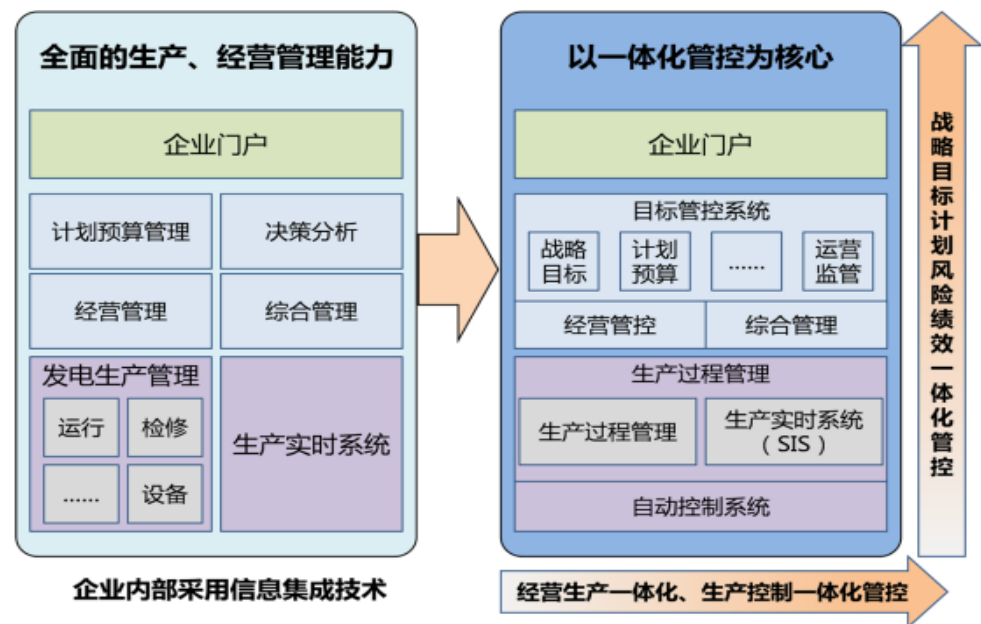 全面的生产、经营管理能力
企业门户
计划预算管理
决策分析
经营管理
综合管理
发电生产管理
运行
检修
......
设备
生产实时系统
企业内部采用信息集成技术
以一体化管控为核心
企业门户
目标管控系统
战略
目标
计划
预算
......
运营
监管
经营管控
综合管理
生产过程管理
生产过程管理
生产实时系统
（SIS）
自动控制系统
经营生产一体化、生产控制一体化管控
战略目标计划风险绩效一体化管控